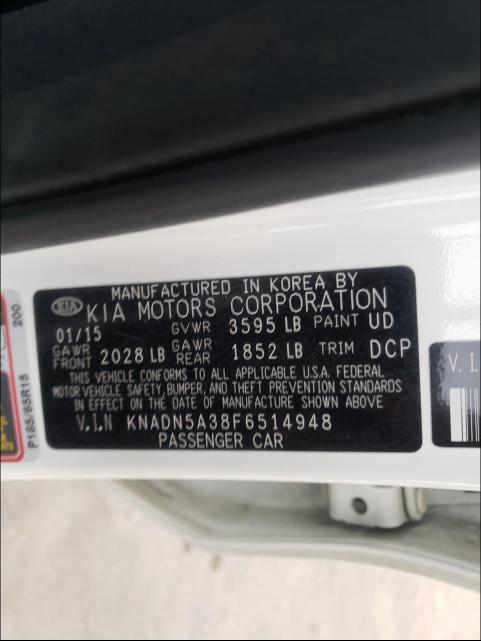 MANUFACTURED IN KOREA BY
KIA
KIA MOTORS CORPORATION
01/15 GVWR 3595 LB PAINT UD
GAWR FRONT 2028 LB GAWR REAR 1852 LB TRIM DCP
THIS VEHICLE CONFORMS TO ALL APPLICABLE U.S.A. FEDERAL
MOTOR VEHICLE SAFETY, BUMPER, AND THEFT PREVENTION STANDARDS
IN EFFECT ON THE DATE OF MANUFACTURE SHOWN ABOVE
V.I.N KNADN5A38F6514948
PASSENGER CAR
P185/65R15
200
V.I